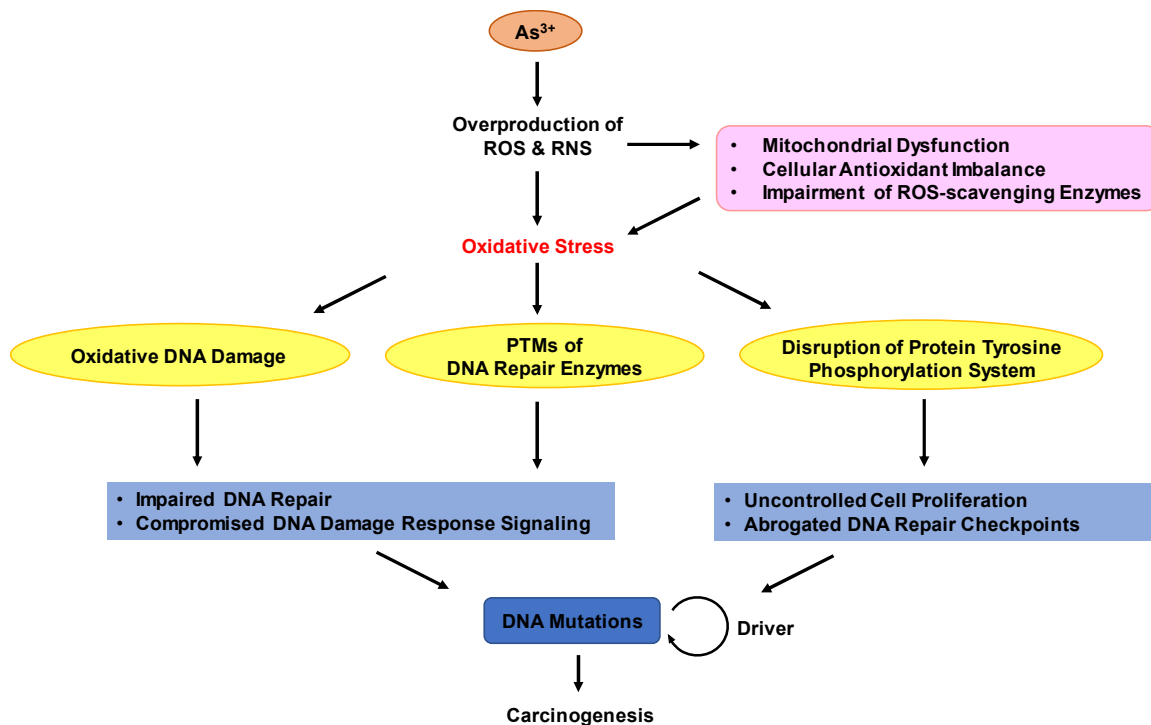 As³⁺
Overproduction of
ROS & RNS
• Mitochondrial Dysfunction
• Cellular Antioxidant Imbalance
• Impairment of ROS-scavenging Enzymes
Oxidative Stress
Oxidative DNA Damage
PTMs of
DNA Repair Enzymes
Disruption of Protein Tyrosine
Phosphorylation System
• Impaired DNA Repair
• Compromised DNA Damage Response Signaling
• Uncontrolled Cell Proliferation
• Abrogated DNA Repair Checkpoints
DNA Mutations
Driver
Carcinogenesis